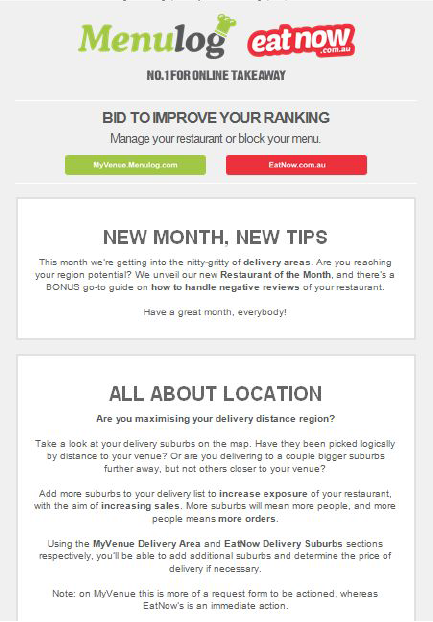 Menulog eatnow
.com.au
NO.1 FOR ONLINE TAKEAWAY
BID TO IMPROVE YOUR RANKING
Manage your restaurant or block your menu.
MyVenue.Menulog.com EatNow.com.au
NEW MONTH, NEW TIPS
This month we're getting into the nitty-gritty of delivery areas. Are you reaching
your region potential? We unveil our new Restaurant of the Month, and there's a
BONUS go-to guide on how to handle negative reviews of your restaurant.
Have a great month, everybody!
ALL ABOUT LOCATION
Are you maximising your delivery distance region?
Take a look at your delivery suburbs on the map. Have they been picked logically
by distance to your venue? Or are you delivering to a couple bigger suburbs
further away, but not others closer to your venue?
Add more suburbs to your delivery list to increase exposure of your restaurant,
with the aim of increasing sales. More suburbs will mean more people, and more
people means more orders.
Using the MyVenue Delivery Area and EatNow Delivery Suburbs sections
respectively, you'll be able to add additional suburbs and determine the price of
delivery if necessary.
Note: on MyVenue this is more of a request form to be actioned, whereas
EatNow's is an immediate action.